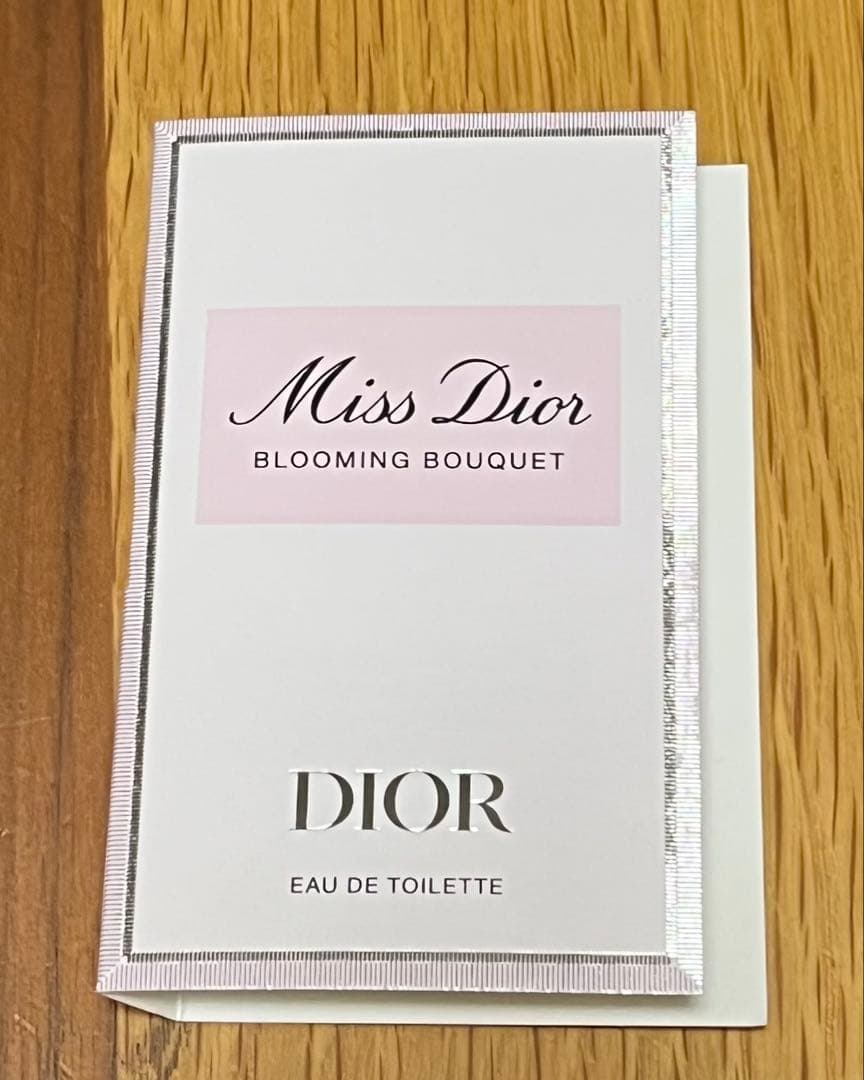 Miss Dior
BLOOMING BOUQUET
DIOR
EAU DE TOILETTE